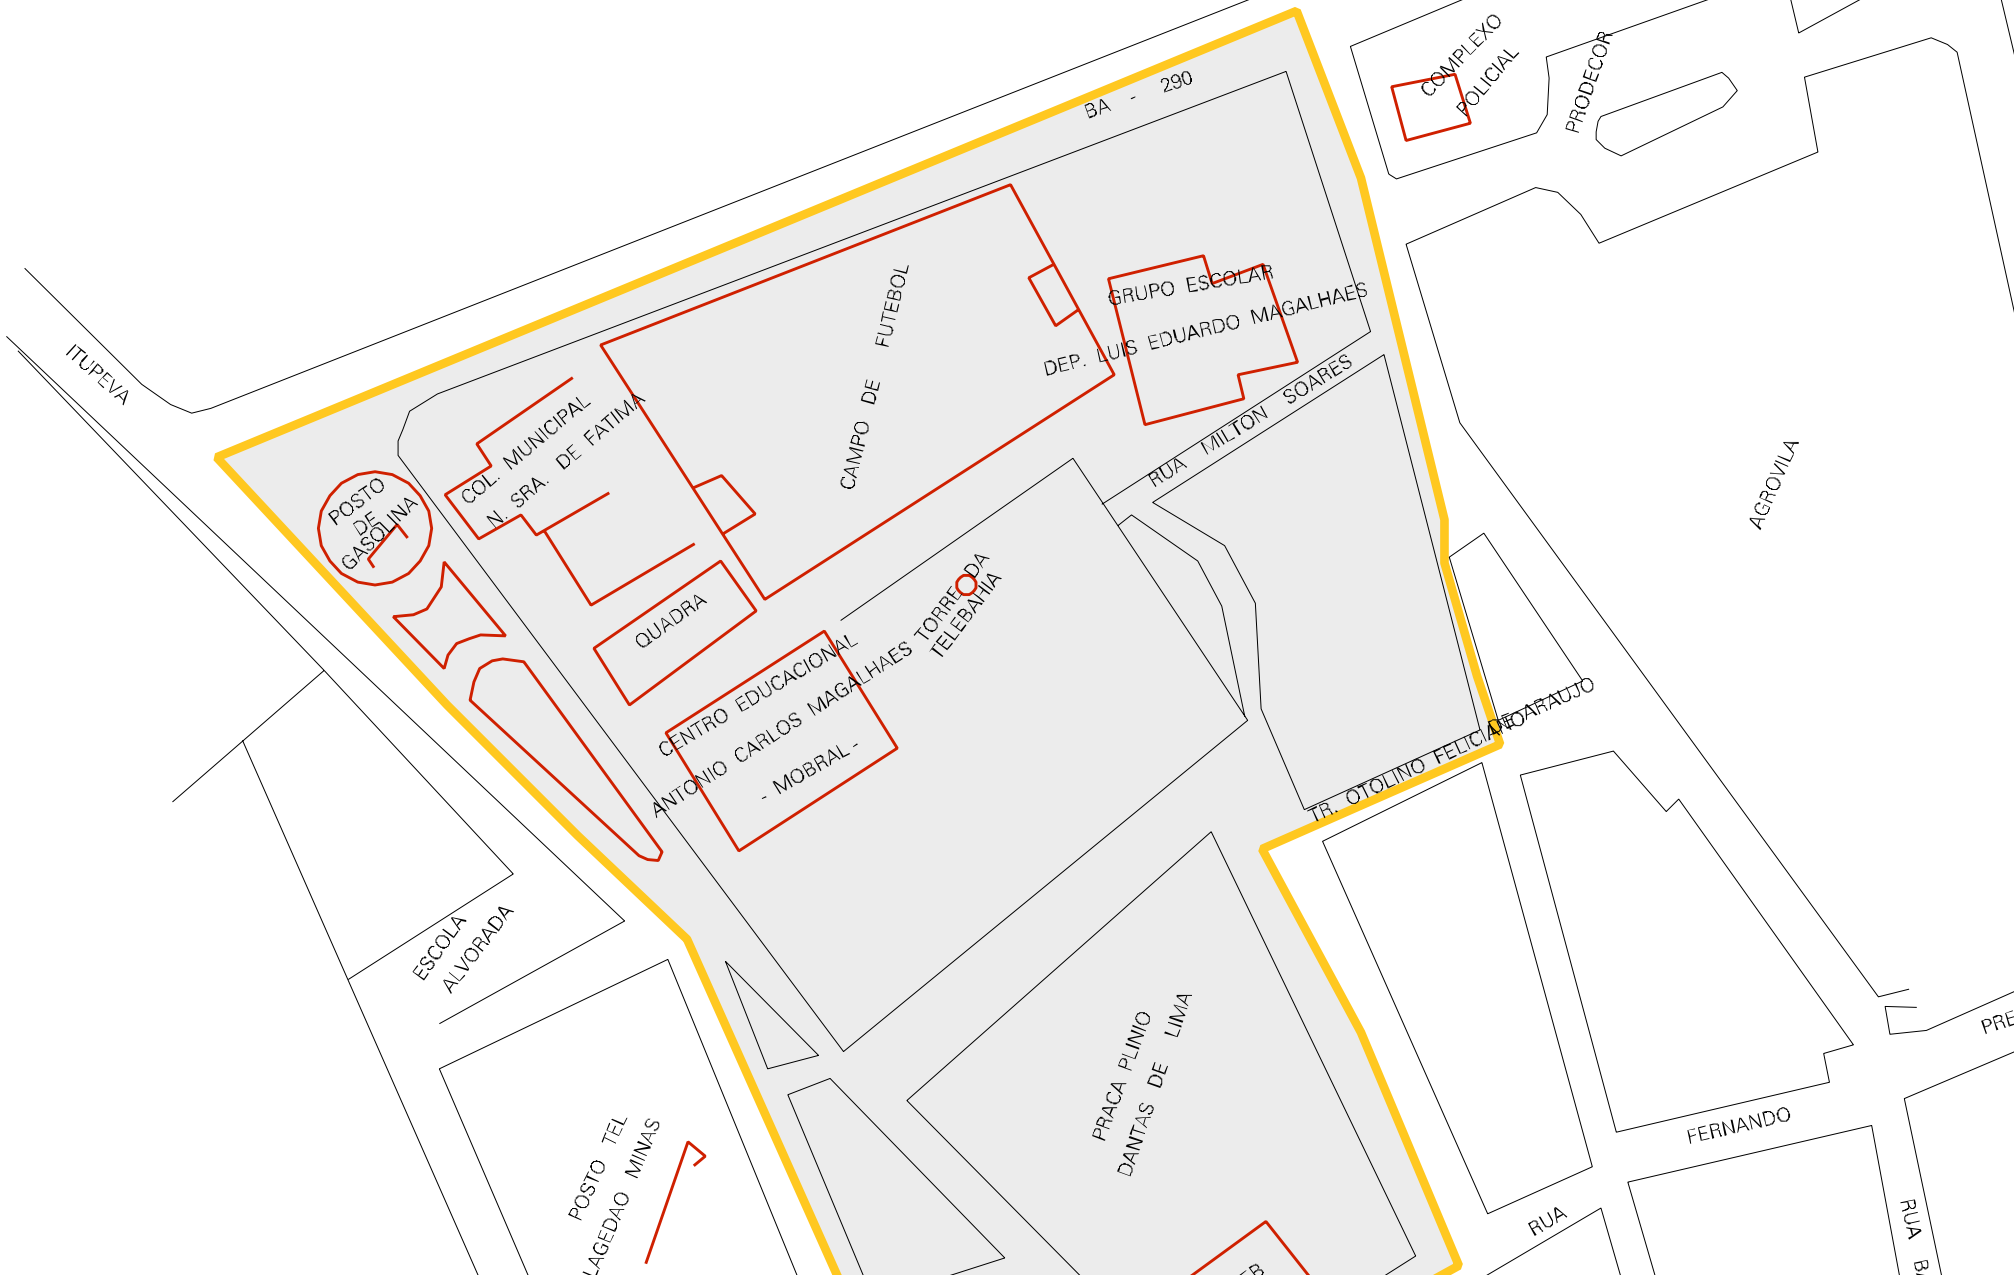 COMPLEXO
POLICIAL
PRODECOR
BA - 290
ITUPEVA
CAMPO DE FUTEBOL
GRUPO ESCOLAR
DEP. LUIS EDUARDO MAGALHAES
RUA MILTON SOARES
COL. MUNICIPAL
N. SRA. DE FATIMA
POSTO
DE
GASOLINA
QUADRA
AGROVILA
TORRE DA
TELEBAHIA
CENTRO EDUCACIONAL
ANTONIO CARLOS MAGALHAES
- MOBRAL -
TR. OTOLINO FELICIANO
DE ARAUJO
ESCOLA
ALVORADA
PRACA PLINIO
DANTAS DE LIMA
POSTO TEL
LAGEDAO MINAS
PRE
FERNANDO
RUA
RUA B